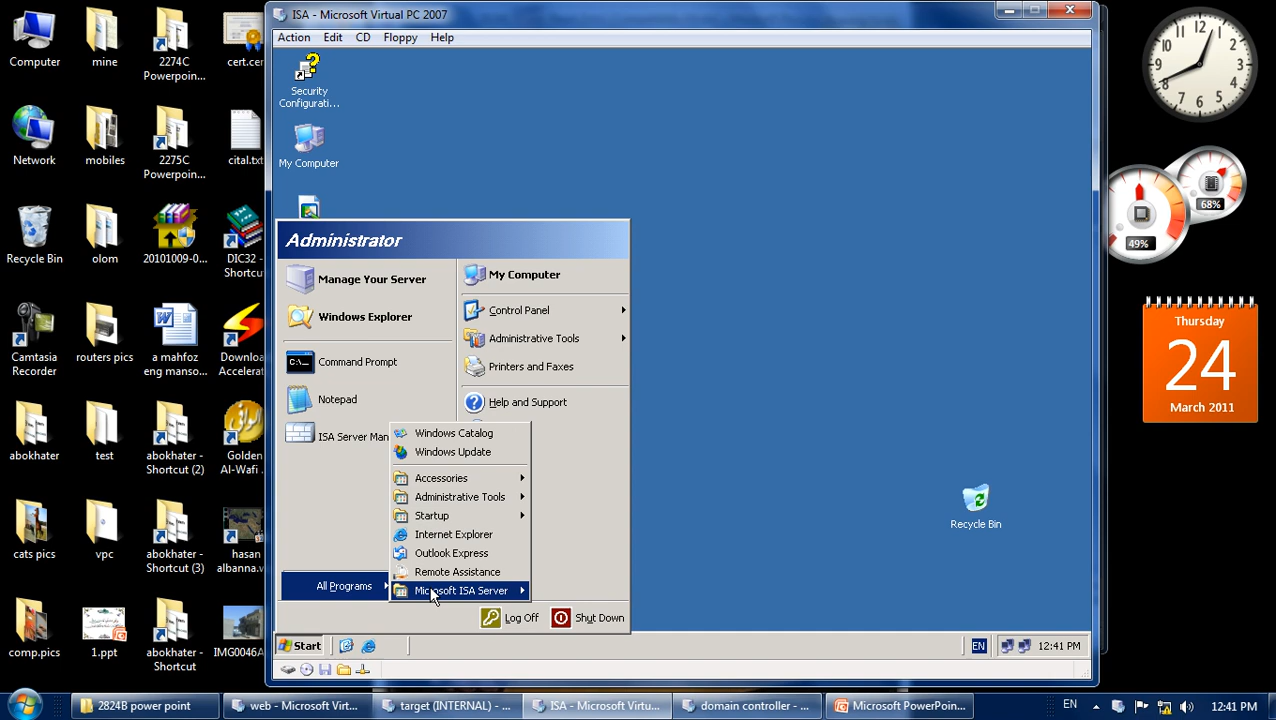 ISA - Microsoft Virtual PC 2007
Action Edit CD Floppy Help
Computer
mine
2274C
Powerpoin...
cert.cer
Network
mobiles
2275C
Powerpoin...
cital.txt
Recycle Bin
olom
20101009-0...
DIC32 -
Shortcut
Camtasia
Recorder
routers pics
a mahfoz
eng manso...
Downloa
Accelerat
abokhater
test
abokhater -
Shortcut (2)
Golden
Al-Wafi
cats pics
vpc
abokhater -
Shortcut (3)
hasan
albanna.
comp.pics
1.ppt
abokhater -
Shortcut
IMG0046A
Security
Configurati...
My Computer
Administrator
Manage Your Server
Windows Explorer
Command Prompt
C:\_
Notepad
ISA Server Man
All Programs
My Computer
Control Panel
Administrative Tools
Printers and Faxes
Help and Support
Windows Catalog
Windows Update
Accessories
Administrative Tools
Startup
Internet Explorer
Outlook Express
Remote Assistance
Microsoft ISA Server
Log Off
Shut Down
Recycle Bin
Start
EN
12:41 PM
68%
49%
Thursday
24
March 2011
2824B power point
web - Microsoft Virt...
target (INTERNAL) - ...
ISA - Microsoft Virtua...
domain controller - ...
Microsoft PowerPoin...
EN
12:41 PM